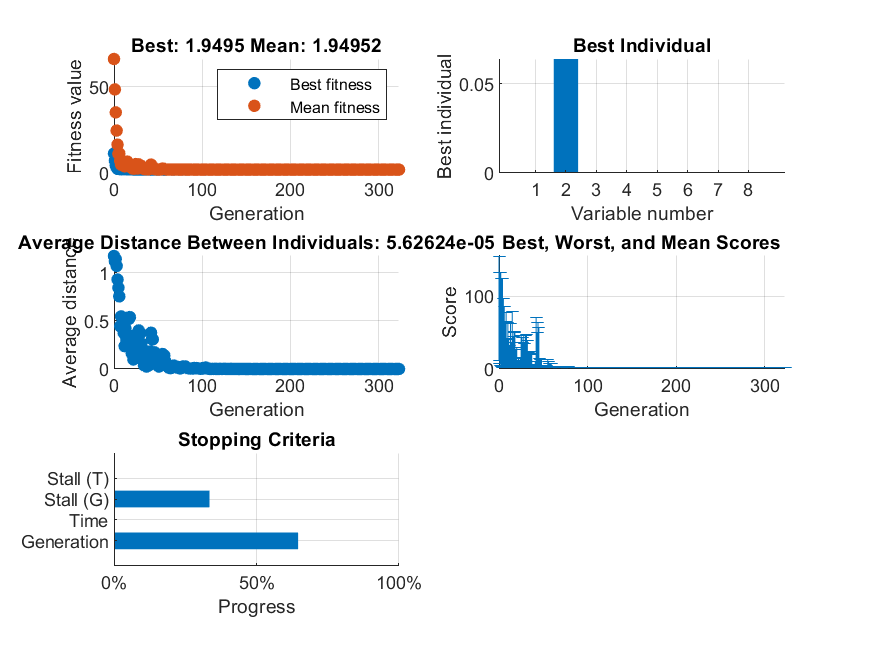 Best: 1.9495 Mean: 1.94952
Fitness value
50
0
Best fitness
Mean fitness
0 100 200 300
Generation
Best Individual
Best individual
0.05
0
1 2 3 4 5 6 7 8
Variable number
Average Distance Between Individuals: 5.62624e-05
Average distance
1
0.5
0
0 100 200 300
Generation
Best, Worst, and Mean Scores
Score
100
0
0 100 200 300
Generation
Stopping Criteria
Stall (T)
Stall (G)
Time
Generation
0% 50% 100%
Progress